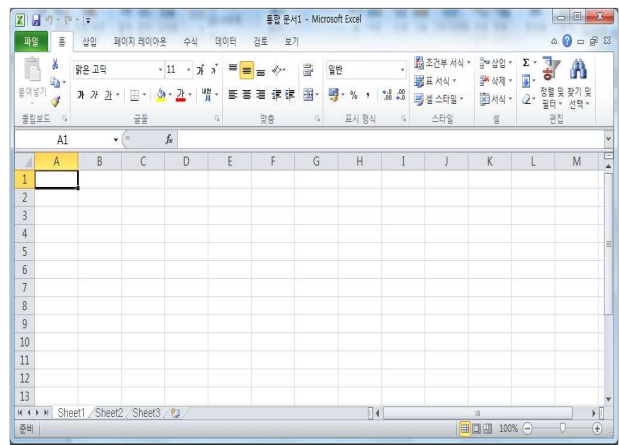 통합 문서1 - Microsoft Excel
파일 홈 삽입 페이지 레이아웃 수식 데이터 검토 보기
붙여넣기 맑은 고딕 11 가 가 일반 조건부 서식 삽입 Σ
표 서식 삭제
가 가 가 가 % , 셀 스타일 서식 정렬 및 필터 찾기 및 선택
클립보드 글꼴 맞춤 표시 형식 스타일 셀 편집
A1 fx
A B C D E F G H I J K L M
1
2
3
4
5
6
7
8
9
10
11
12
13
Sheet1 Sheet2 Sheet3
준비 100%